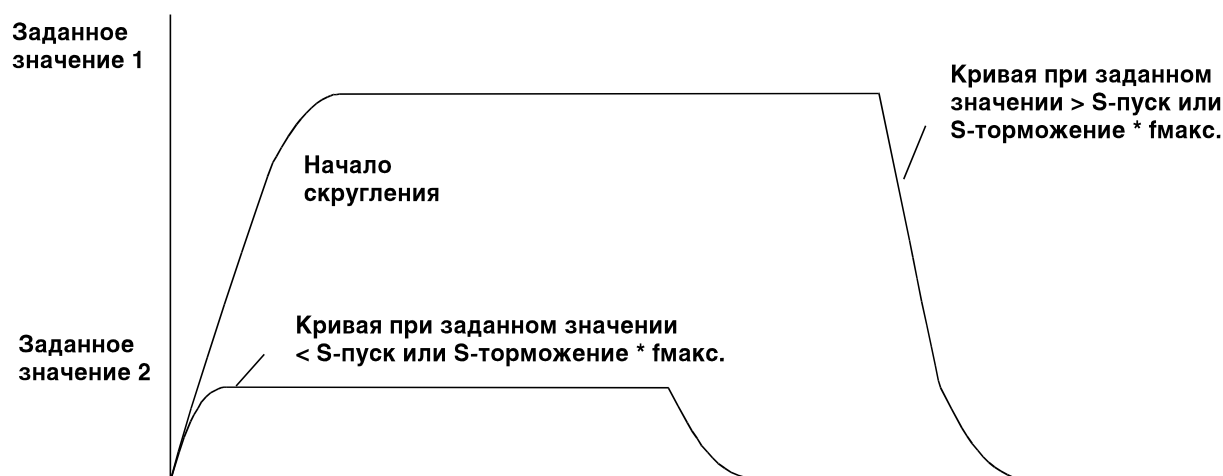 Заданное
значение 1
Кривая при заданном
значении > S-пуск или
S-торможение * fмакс.
Начало
скругления
Кривая при заданном значении
< S-пуск или S-торможение * fмакс.
Заданное
значение 2